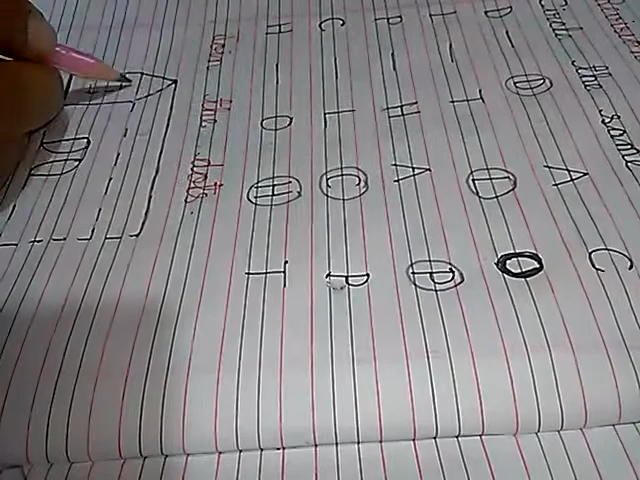 Circle the same
D - D A C
L - I L O
P - H A P
C - L C P
H - O H T
Join the dots.